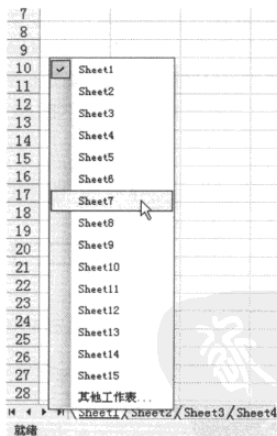 7
8
9
10 Sheet1
11 Sheet2
12 Sheet3
13 Sheet4
14 Sheet5
15 Sheet6
16
17 Sheet7
18 Sheet8
19
20 Sheet9
21 Sheet10
22 Sheet11
23 Sheet12
24
25 Sheet13
26 Sheet14
27 Sheet15
28 其他工作表...
Sheet1 / Sheet2 / Sheet3 / Sheet4
就绪